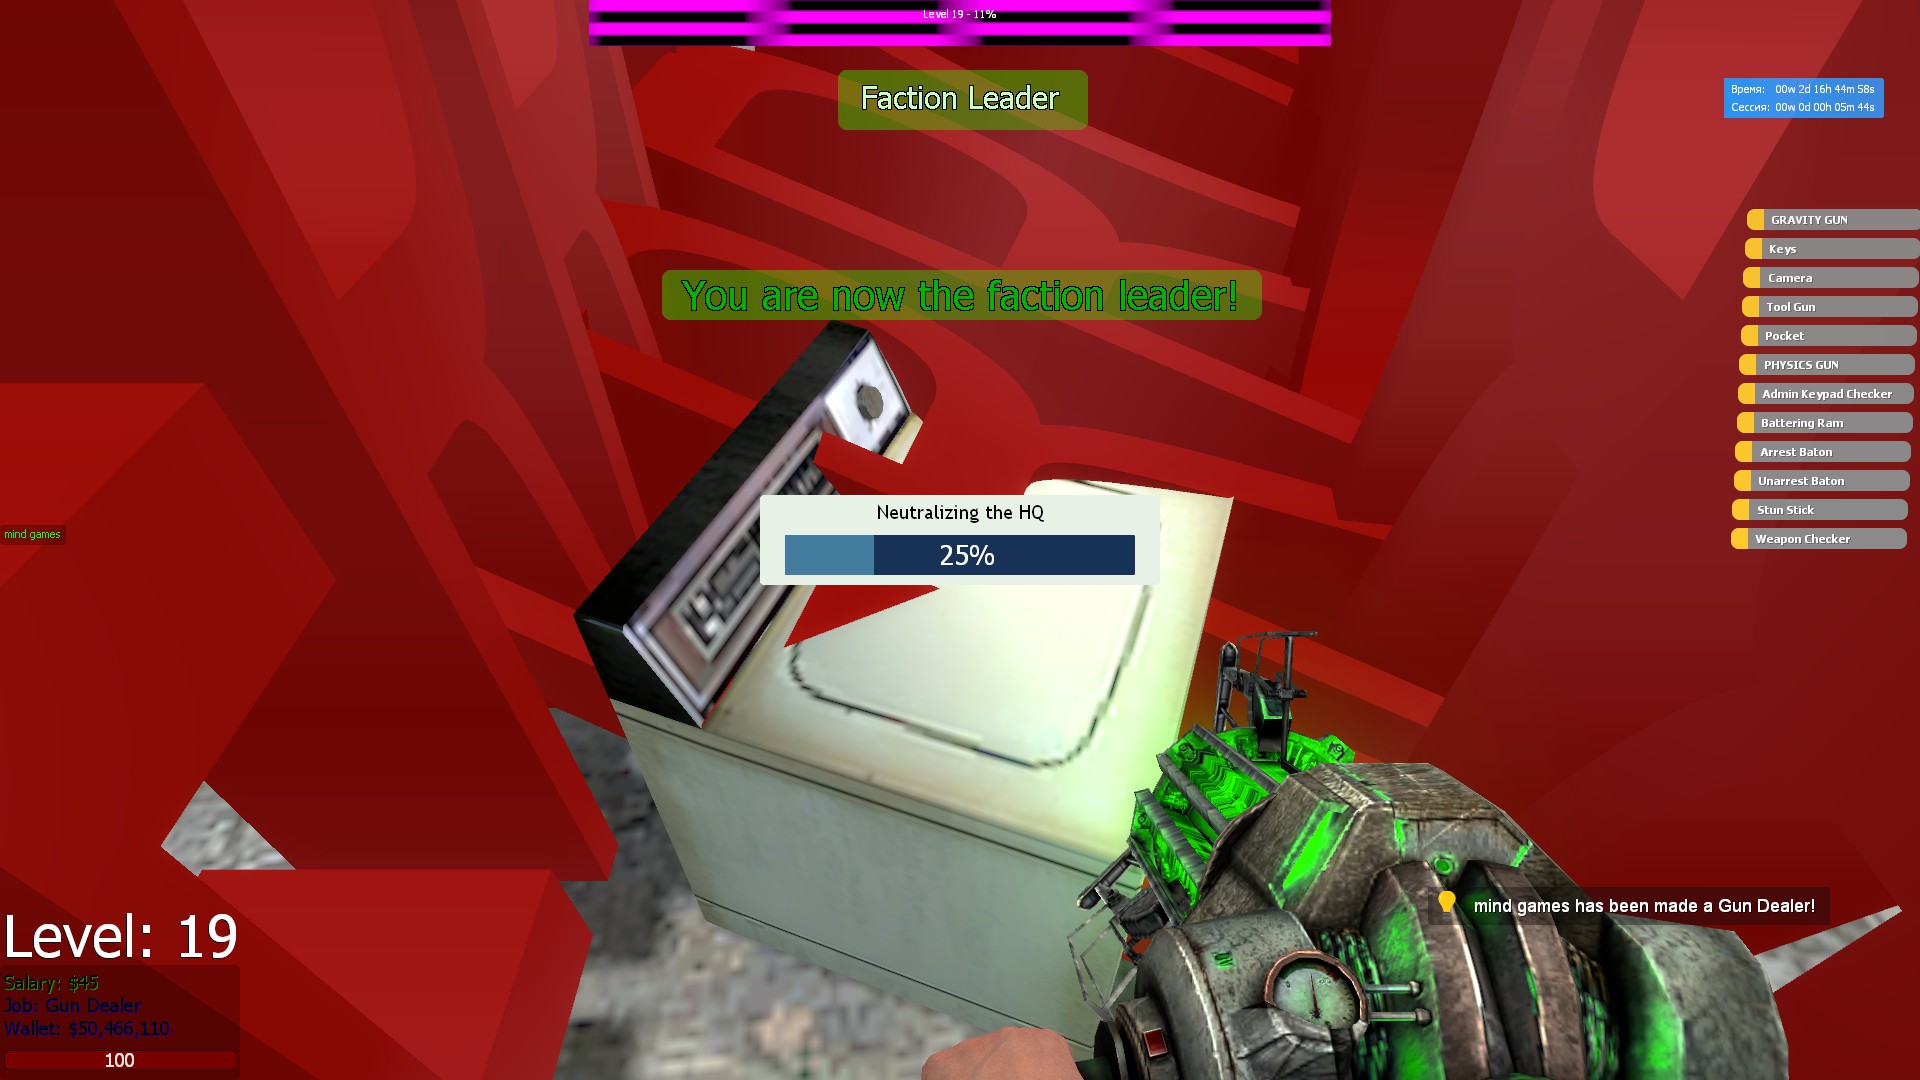 Level 19 - 11%
Faction Leader
Время: 00w 2d 16h 44m 58s
Сессия: 00w 0d 00h 05m 44s
GRAVITY GUN
Keys
Camera
Tool Gun
Pocket
PHYSICS GUN
Admin Keypad Checker
Battering Ram
Arrest Baton
Unarrest Baton
Stun Stick
Weapon Checker
You are now the faction leader!
Neutralizing the HQ
25%
mind games
mind games has been made a Gun Dealer!
Level: 19
Salary: $45
Job: Gun Dealer
Wallet: $50,466,110
100